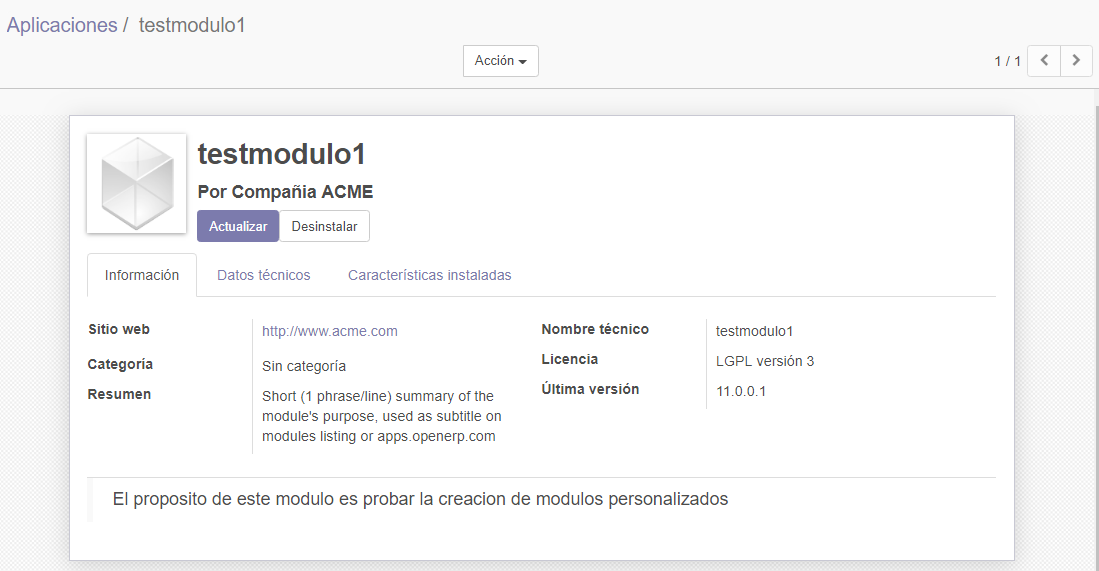 Aplicaciones / testmodulo1
Acción
1 / 1
testmodulo1
Por Compañia ACME
Actualizar Desinstalar
Información Datos técnicos Características instaladas
Sitio web http://www.acme.com
Categoría Sin categoría
Resumen Short (1 phrase/line) summary of the
module's purpose, used as subtitle on
modules listing or apps.openerp.com
Nombre técnico testmodulo1
Licencia LGPL versión 3
Última versión 11.0.0.1
El proposito de este modulo es probar la creacion de modulos personalizados